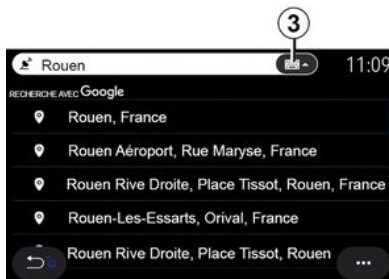 3
Rouen
11:09
RECHERCHE AVEC Google
Rouen, France
Rouen Aéroport, Rue Maryse, France
Rouen Rive Droite, Place Tissot, Rouen, France
Rouen-Les-Essarts, Orival, France
Rouen Rive Droite, Place Tissot, Rouen